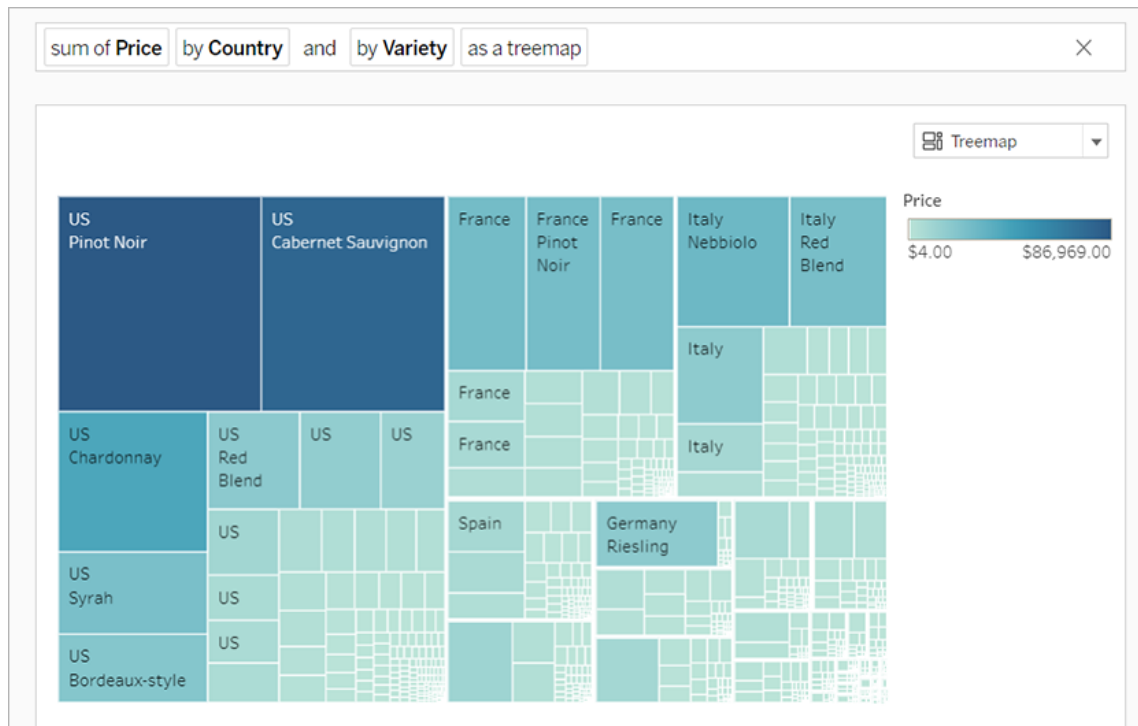 sum of Price by Country and by Variety as a treemap
Treemap
Price
$4.00 $86,969.00
US
Pinot Noir
US
Cabernet Sauvignon
France
France
Pinot
Noir
France
Italy
Nebbiolo
Italy
Red
Blend
Italy
Italy
France
France
US
Chardonnay
US
Red
Blend
US
US
US
US
US
US
Syrah
US
Bordeaux-style
Spain
Germany
Riesling